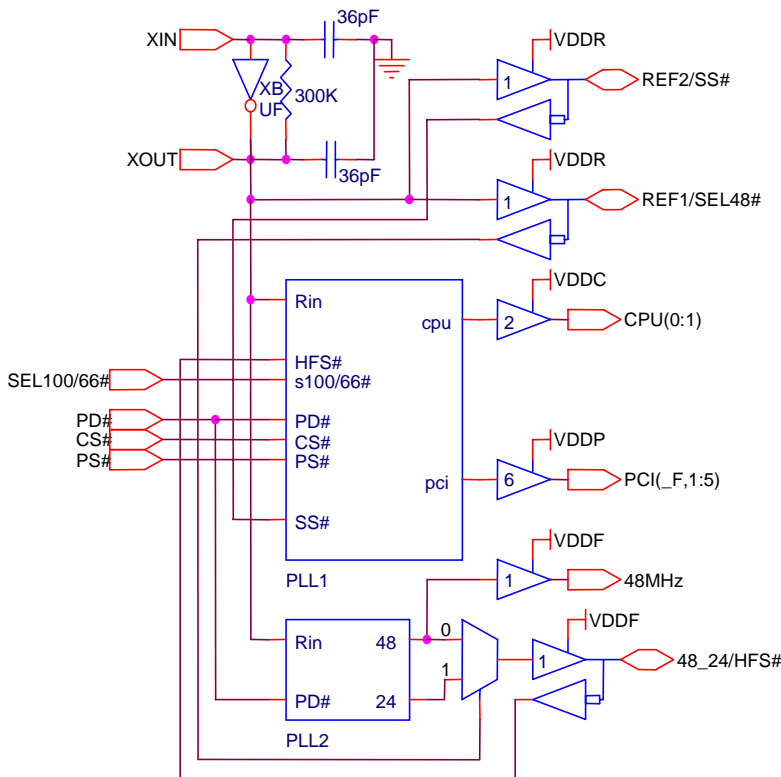 36pF
XIN
VDDR
XB
UF
300K
1
REF2/SS#
XOUT
36pF
VDDR
1
REF1/SEL48#
Rin
VDDC
cpu
2
CPU(0:1)
HFS#
SEL100/66#
s100/66#
PD#
PD#
CS#
CS#
PS#
PS#
VDDP
pci
6
PCI(_F,1:5)
SS#
VDDF
PLL1
1
48MHz
VDDF
Rin
48
0
1
48_24/HFS#
1
PD#
24
PLL2